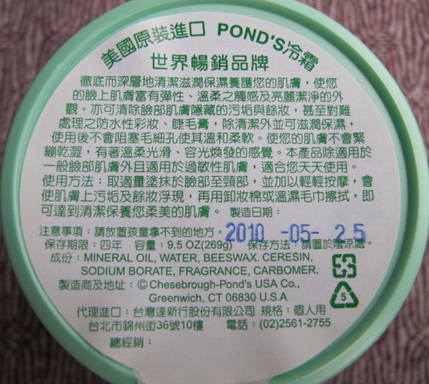 美國原裝進口 POND'S冷霜
世界暢銷品牌
徹底而深層地清潔滋潤保濕養護您的肌膚，使您
的臉上肌膚富有彈性、溫柔之觸感及亮麗潔淨的外
觀。亦可清除臉部肌膚隱藏的污垢與餘妝，甚至對難
處理之防水性彩妝、睫毛膏，除清潔外並可滋潤保濕，
使用後不會阻塞毛細孔使其溫和柔軟。使您的肌膚不會緊
繃乾澀，有著溫柔光滑、容光煥發的感覺。本產品除適用於
一般臉部肌膚外且適用於過敏性肌膚，適合您天天使用。
使用方法：取適量塗抹於臉部至頸部，並加以輕輕按摩，會
使肌膚上污垢及餘妝浮現，再用卸妝棉或溫濕毛巾擦拭，即
可達到清潔保養您柔美的肌膚。製造日期：
注意事項：請放置孩童拿不到的地方。2010 -05- 2.5
保存期限：四年 容量：9.5 OZ(269g) 保存方法：請置於陰涼處。
成份：MINERAL OIL, WATER, BEESWAX. CERESIN,
SODIUM BORATE, FRAGRANCE, CARBOMER.
製造商及地址：©Chesebrough-Pond's USA Co.,
Greenwich, CT 06830 U.S.A
5
代理進口：台灣達新行股份有限公司 規格：個人用
台北市錦州街36號10樓 電話：(02)2561-2755
總經銷：